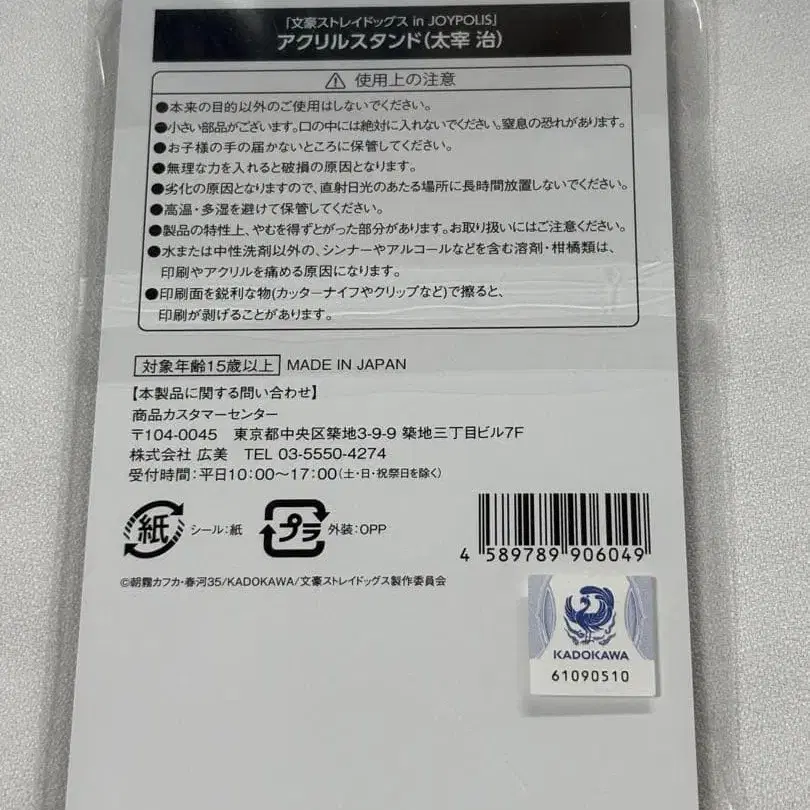 「文豪ストレイドッグス in JOYPOLIS」
アクリルスタンド(太宰 治)
⚠ 使用上の注意
●本来の目的以外のご使用はしないでください。
●小さい部品がございます。口の中には絶対に入れないでください。窒息の恐れがあります。
●お子様の手の届かないところに保管してください。
●無理な力を入れると破損の原因となります。
●劣化の原因となりますので、直射日光のあたる場所に長時間放置しないでください。
●高温・多湿を避けて保管してください。
●製品の特性上、やむを得ずとがった部分があります。お取り扱いにはご注意ください。
●水または中性洗剤以外の、シンナーやアルコールなどを含む溶剤・柑橘類は、
印刷やアクリルを痛める原因になります。
●印刷面を鋭利な物(カッターナイフやクリップなど)で擦ると、
印刷が剥げることがあります。
対象年齢15歳以上 MADE IN JAPAN
【本製品に関する問い合わせ】
商品カスタマーセンター
〒104-0045 東京都中央区築地3-9-9 築地三丁目ビル7F
株式会社 広美 TEL 03-5550-4274
受付時間:平日10:00〜17:00(土・日・祝祭日を除く)
紙 シール:紙 プラ 外装:OPP
4 589789 906049
©朝霧カフカ・春河35/KADOKAWA/文豪ストレイドッグス製作委員会
KADOKAWA
61090510